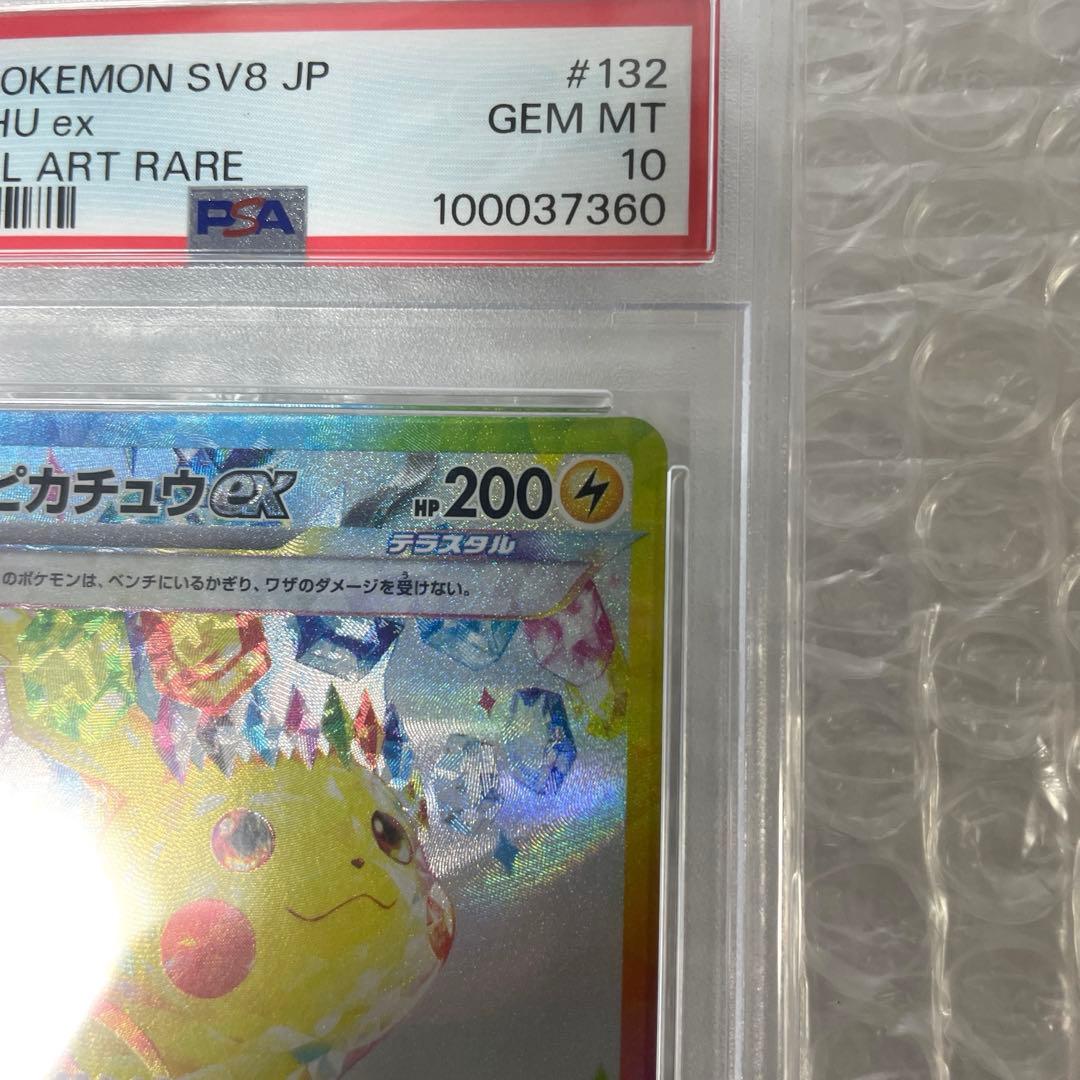 OKEMON SV8 JP #132
HU ex GEM MT
L ART RARE 10
PSA 100037360
ピカチュウex HP 200
テラスタル
のポケモンは、ベンチにいるかぎり、ワザのダメージを受けない。